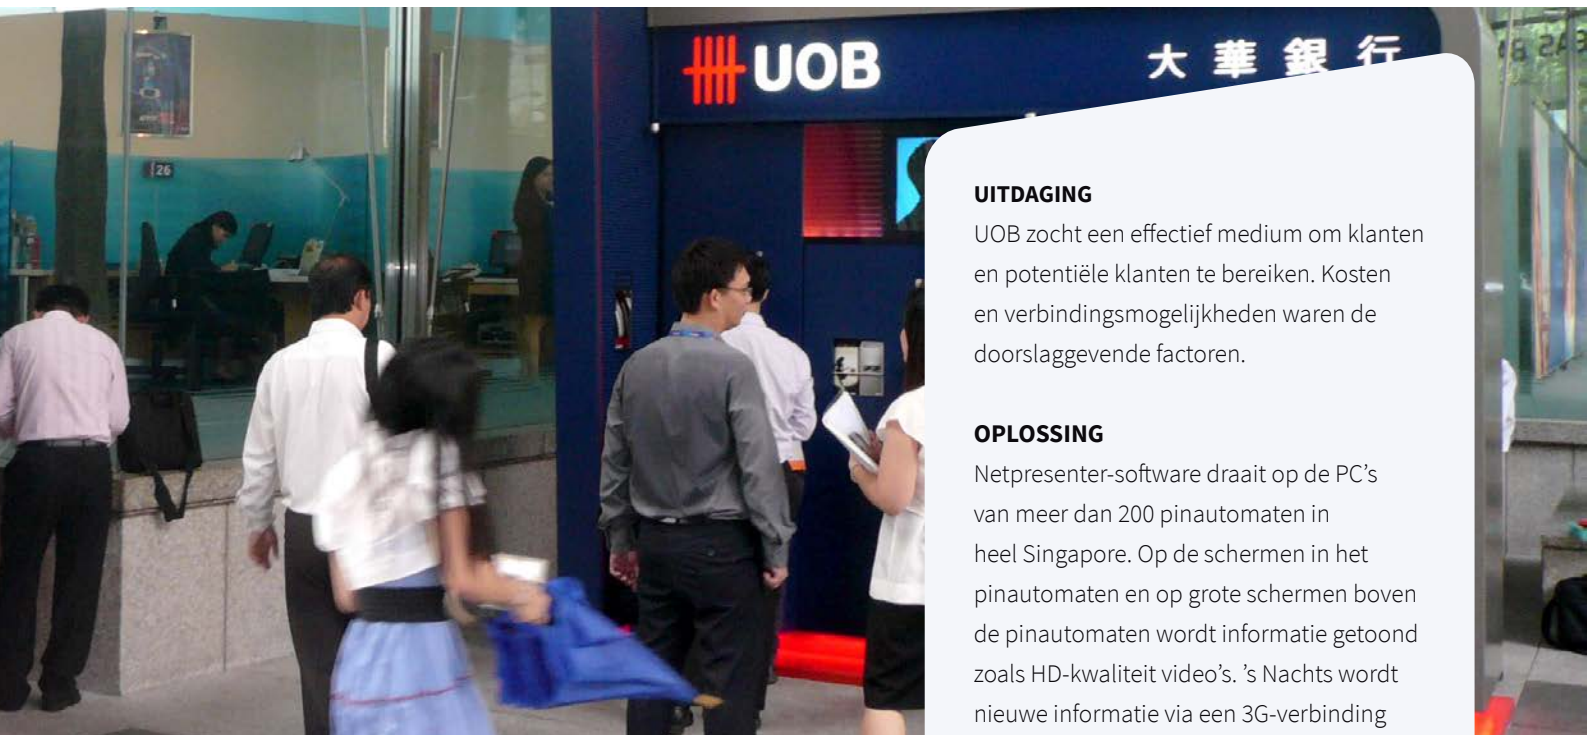 UOB
大華銀行
26
UITDAGING
UOB zocht een effectief medium om klanten
en potentiële klanten te bereiken. Kosten
en verbindingsmogelijkheden waren de
doorslaggevende factoren.
OPLOSSING
Netpresenter-software draait op de PC’s
van meer dan 200 pinautomaten in
heel Singapore. Op de schermen in het
pinautomaten en op grote schermen boven
de pinautomaten wordt informatie getoond
zoals HD-kwaliteit video’s. ’s Nachts wordt
nieuwe informatie via een 3G-verbinding